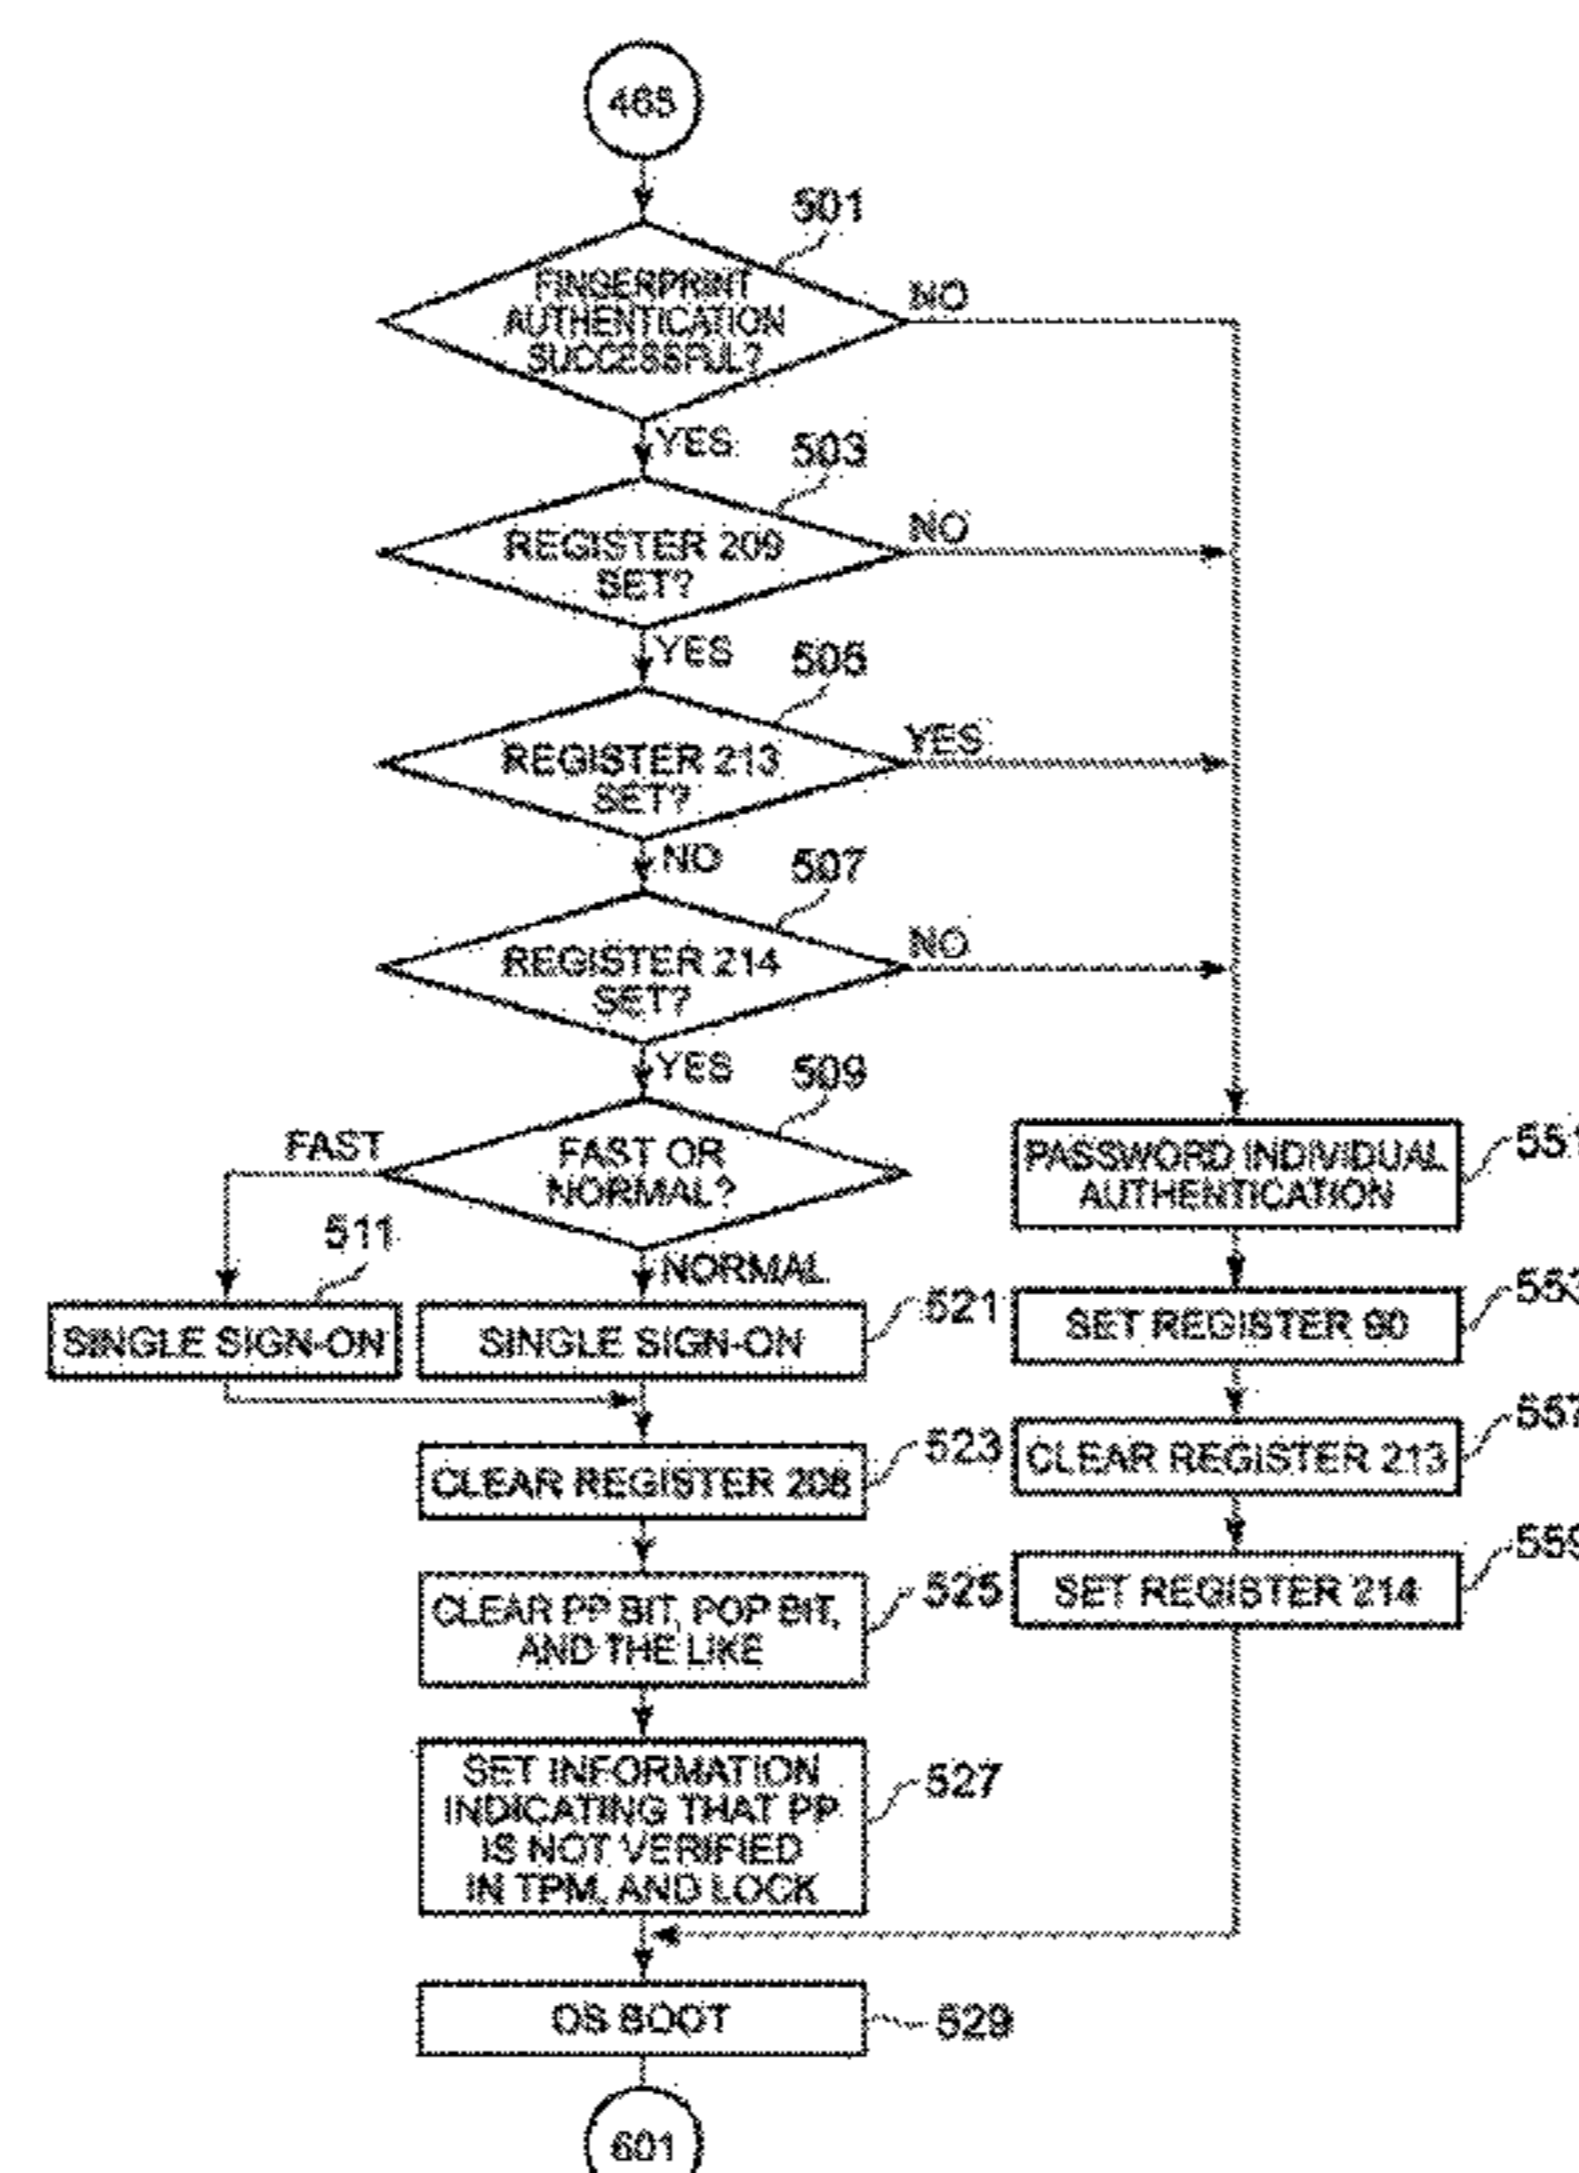 465
501
FINGERPRINT
AUTHENTICATION
SUCCESSFUL?
NO
YES
503
REGISTER 209
SET?
NO
YES
505
REGISTER 213
SET?
YES
NO
507
REGISTER 214
SET?
NO
YES
509
FAST OR
NORMAL?
FAST
NORMAL
511
SINGLE SIGN-ON
SINGLE SIGN-ON
521
CLEAR REGISTER 208
523
CLEAR PP BIT, POP BIT,
AND THE LIKE
525
SET INFORMATION
INDICATING THAT PP
IS NOT VERIFIED
IN TPM, AND LOCK
527
OS BOOT
529
601
PASSWORD INDIVIDUAL
AUTHENTICATION
551
SET REGISTER 90
553
CLEAR REGISTER 213
557
SET REGISTER 214
559